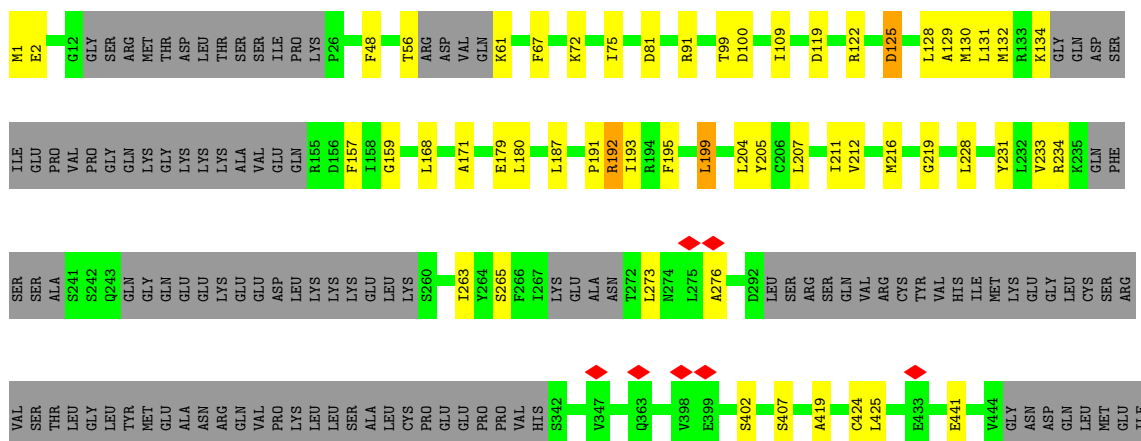 M1 E2 G12 GLY SER ARG MET THR ASP LEU THR SER SER ILE PRO LYS P26 F48 T56 ARG ASP VAL GLN K61 F67 K72 I75 D81 R91 T99 D100 I109 D119 R122 D125 L128 A129 M130 L131 M132 R133 K134 GLY GLN ASP SER
ILE GLU PRO VAL PRO GLY GLN LYS GLY LYS LYS LYS ALA VAL GLU GLN R155 D156 F157 I158 G159 L168 A171 E179 L180 L187 P191 R192 I193 R194 F195 L199 L204 Y205 C206 L207 I211 V212 M216 G219 L228 Y231 L232 V233 R234 K235 GLN PHE
SER SER ALA S241 S242 Q243 GLN GLY GLN GLU GLU LYS GLU GLU ASP LEU LYS LYS LYS GLU LEU LYS S260 I263 Y264 S265 F266 I267 LYS GLU ALA ASN T272 L273 N274 L275 A276 D292 LEU SER ARG SER GLN VAL ARG CYS TYR VAL HIS ILE MET LYS GLU GLY LEU CYS SER ARG
VAL SER THR LEU GLY LEU TYR MET GLU ALA ASN ARG GLN VAL PRO LYS LEU LEU SER ALA LEU CYS PRO GLU GLU PRO PRO VAL HIS S342 V347 Q363 V398 E399 S402 S407 A419 C424 L425 E433 E441 V444 GLY ASN ASP GLN LEU MET GLU